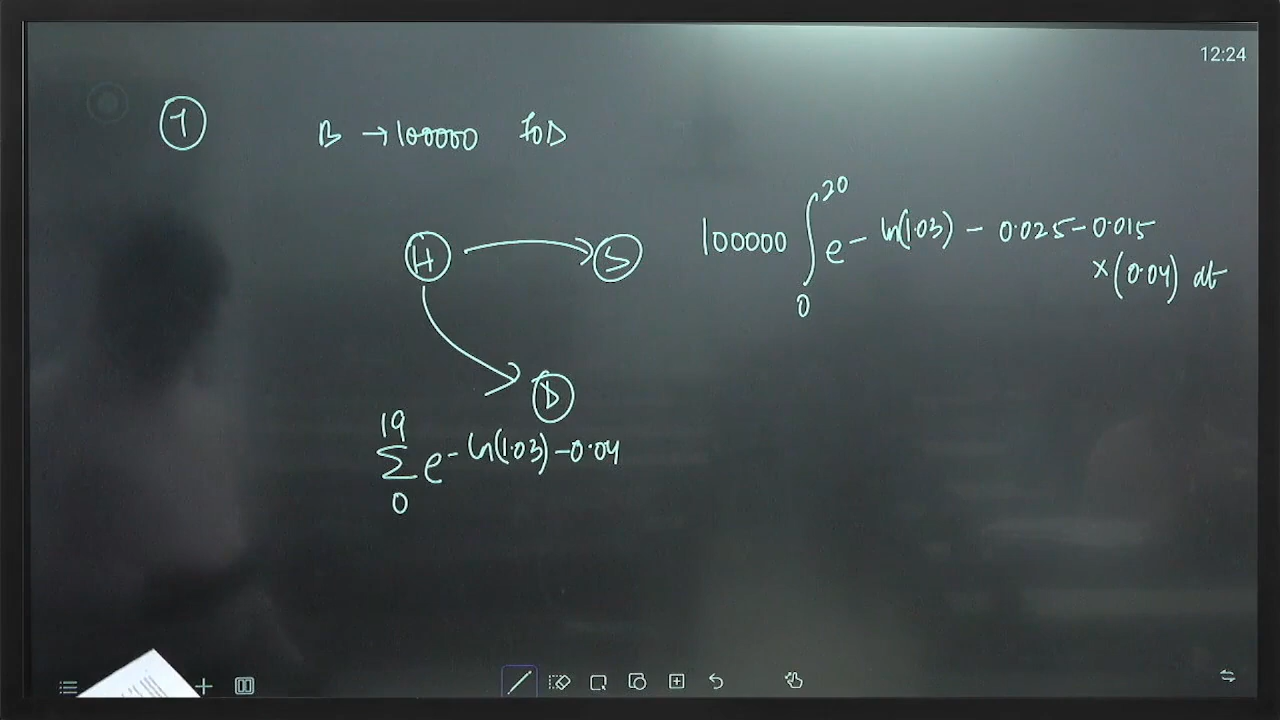 12:24
1
B → 100000 FOD
H → S
100000 ∫₀²⁰ e^{- ln(1.03) - 0.025 - 0.015} × (0.04) dt
D
∑₀¹⁹ e^{- ln(1.03) - 0.04}